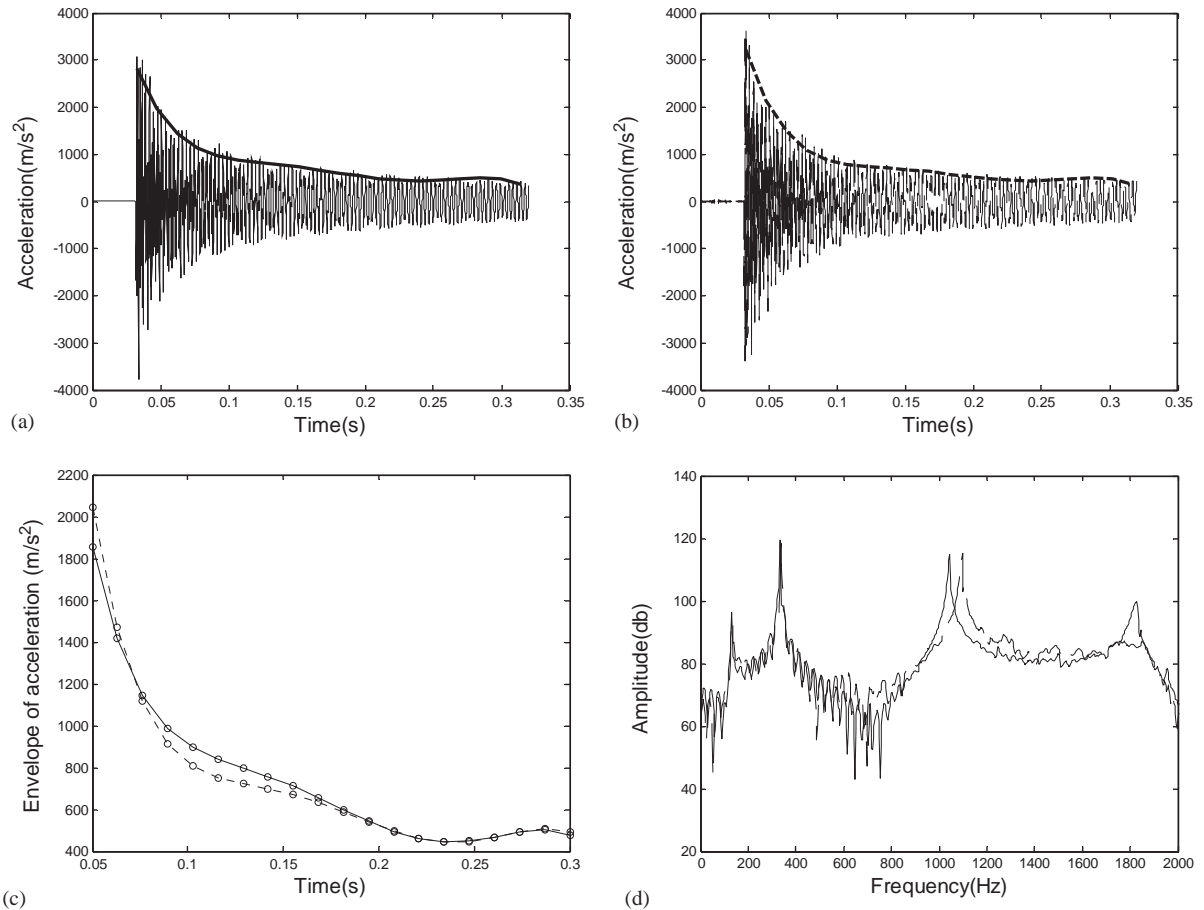 4000
3000
2000
1000
0
-1000
-2000
-3000
-4000
Acceleration(m/s²)
0 0.05 0.1 0.15 0.2 0.25 0.3 0.35
Time(s)
(a)
4000
3000
2000
1000
0
-1000
-2000
-3000
-4000
Acceleration(m/s²)
0 0.05 0.1 0.15 0.2 0.25 0.3 0.35
Time(s)
(b)
2200
2000
1800
1600
1400
1200
1000
800
600
400
Envelope of acceleration (m/s²)
0.05 0.1 0.15 0.2 0.25 0.3
Time(s)
(c)
140
120
100
80
60
40
20
Amplitude(db)
0 200 400 600 800 1000 1200 1400 1600 1800 2000
Frequency(Hz)
(d)